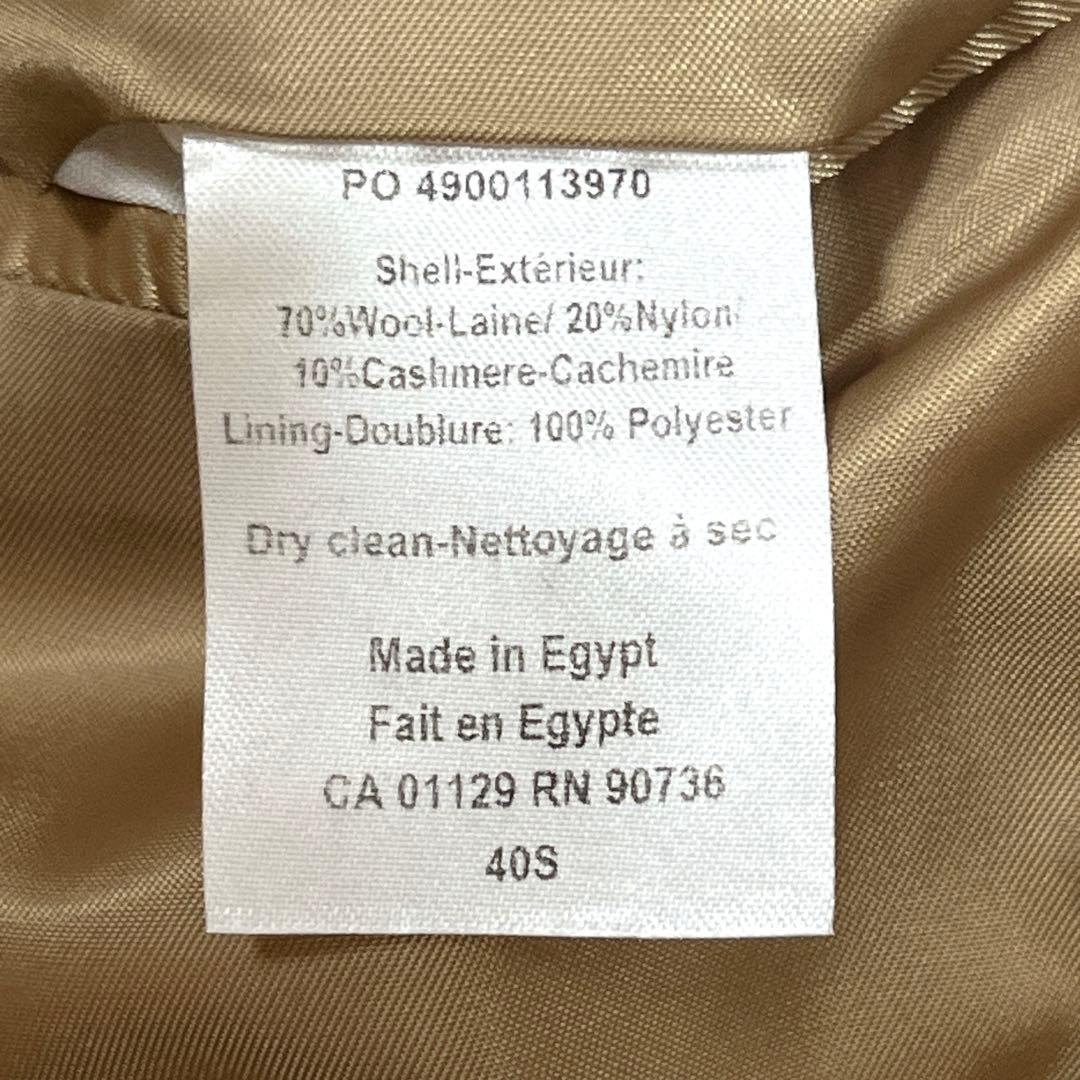 PO 4900113970
Shell-Extérieur:
70%Wool-Laine/ 20%Nylon/
10%Cashmere-Cachemire
Lining-Doublure: 100% Polyester
Dry clean-Nettoyage à sec
Made in Egypt
Fait en Egypte
CA 01129 RN 90736
40S